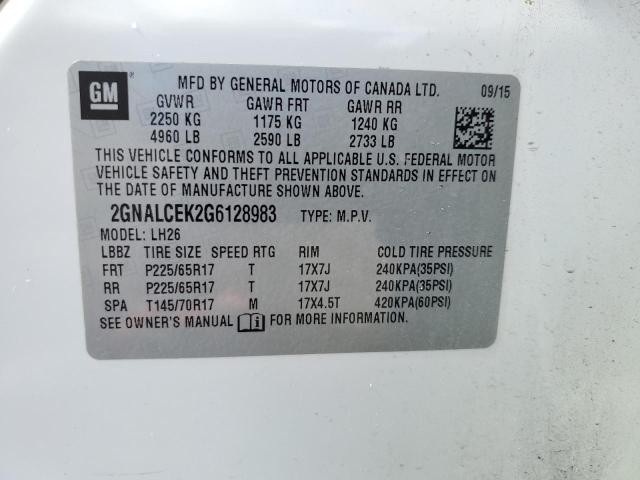 GM
MFD BY GENERAL MOTORS OF CANADA LTD. 09/15
GVWR GAWR FRT GAWR RR
2250 KG 1175 KG 1240 KG
4960 LB 2590 LB 2733 LB
THIS VEHICLE CONFORMS TO ALL APPLICABLE U.S. FEDERAL MOTOR
VEHICLE SAFETY AND THEFT PREVENTION STANDARDS IN EFFECT ON
THE DATE OF MANUFACTURE SHOWN ABOVE.
2GNALCEK2G6128983 TYPE: M.P.V.
MODEL: LH26
LBBZ TIRE SIZE SPEED RTG RIM COLD TIRE PRESSURE
FRT P225/65R17 T 17X7J 240KPA(35PSI)
RR P225/65R17 T 17X7J 240KPA(35PSI)
SPA T145/70R17 M 17X4.5T 420KPA(60PSI)
SEE OWNER'S MANUAL FOR MORE INFORMATION.